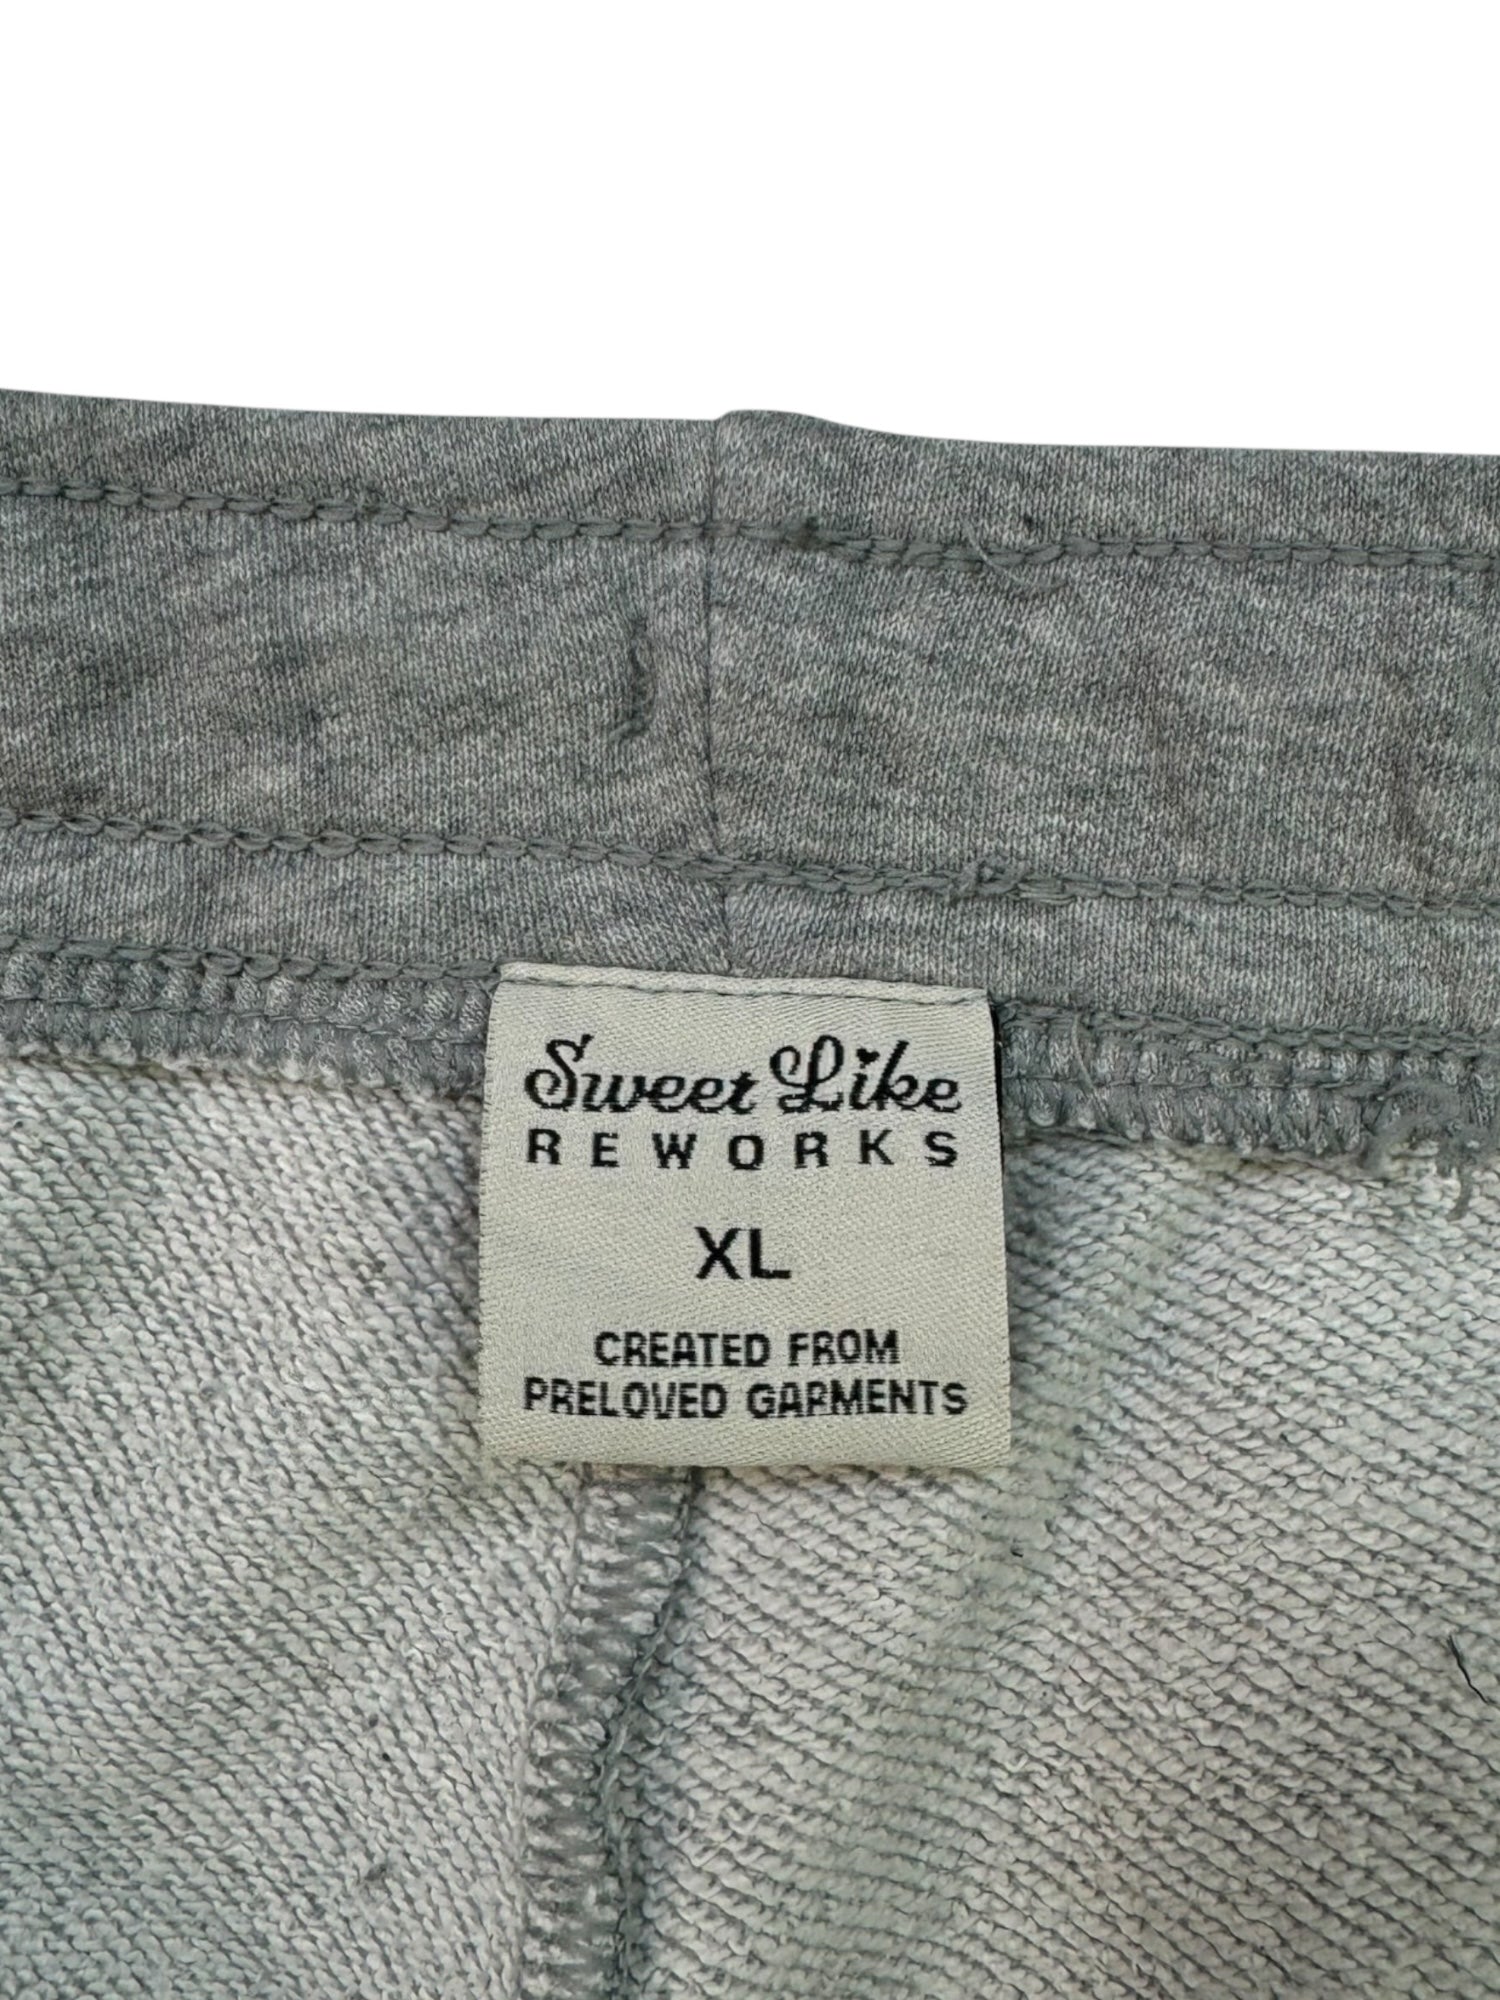 Sweet Like
REWORKS
XL
CREATED FROM
PRELOVED GARMENTS